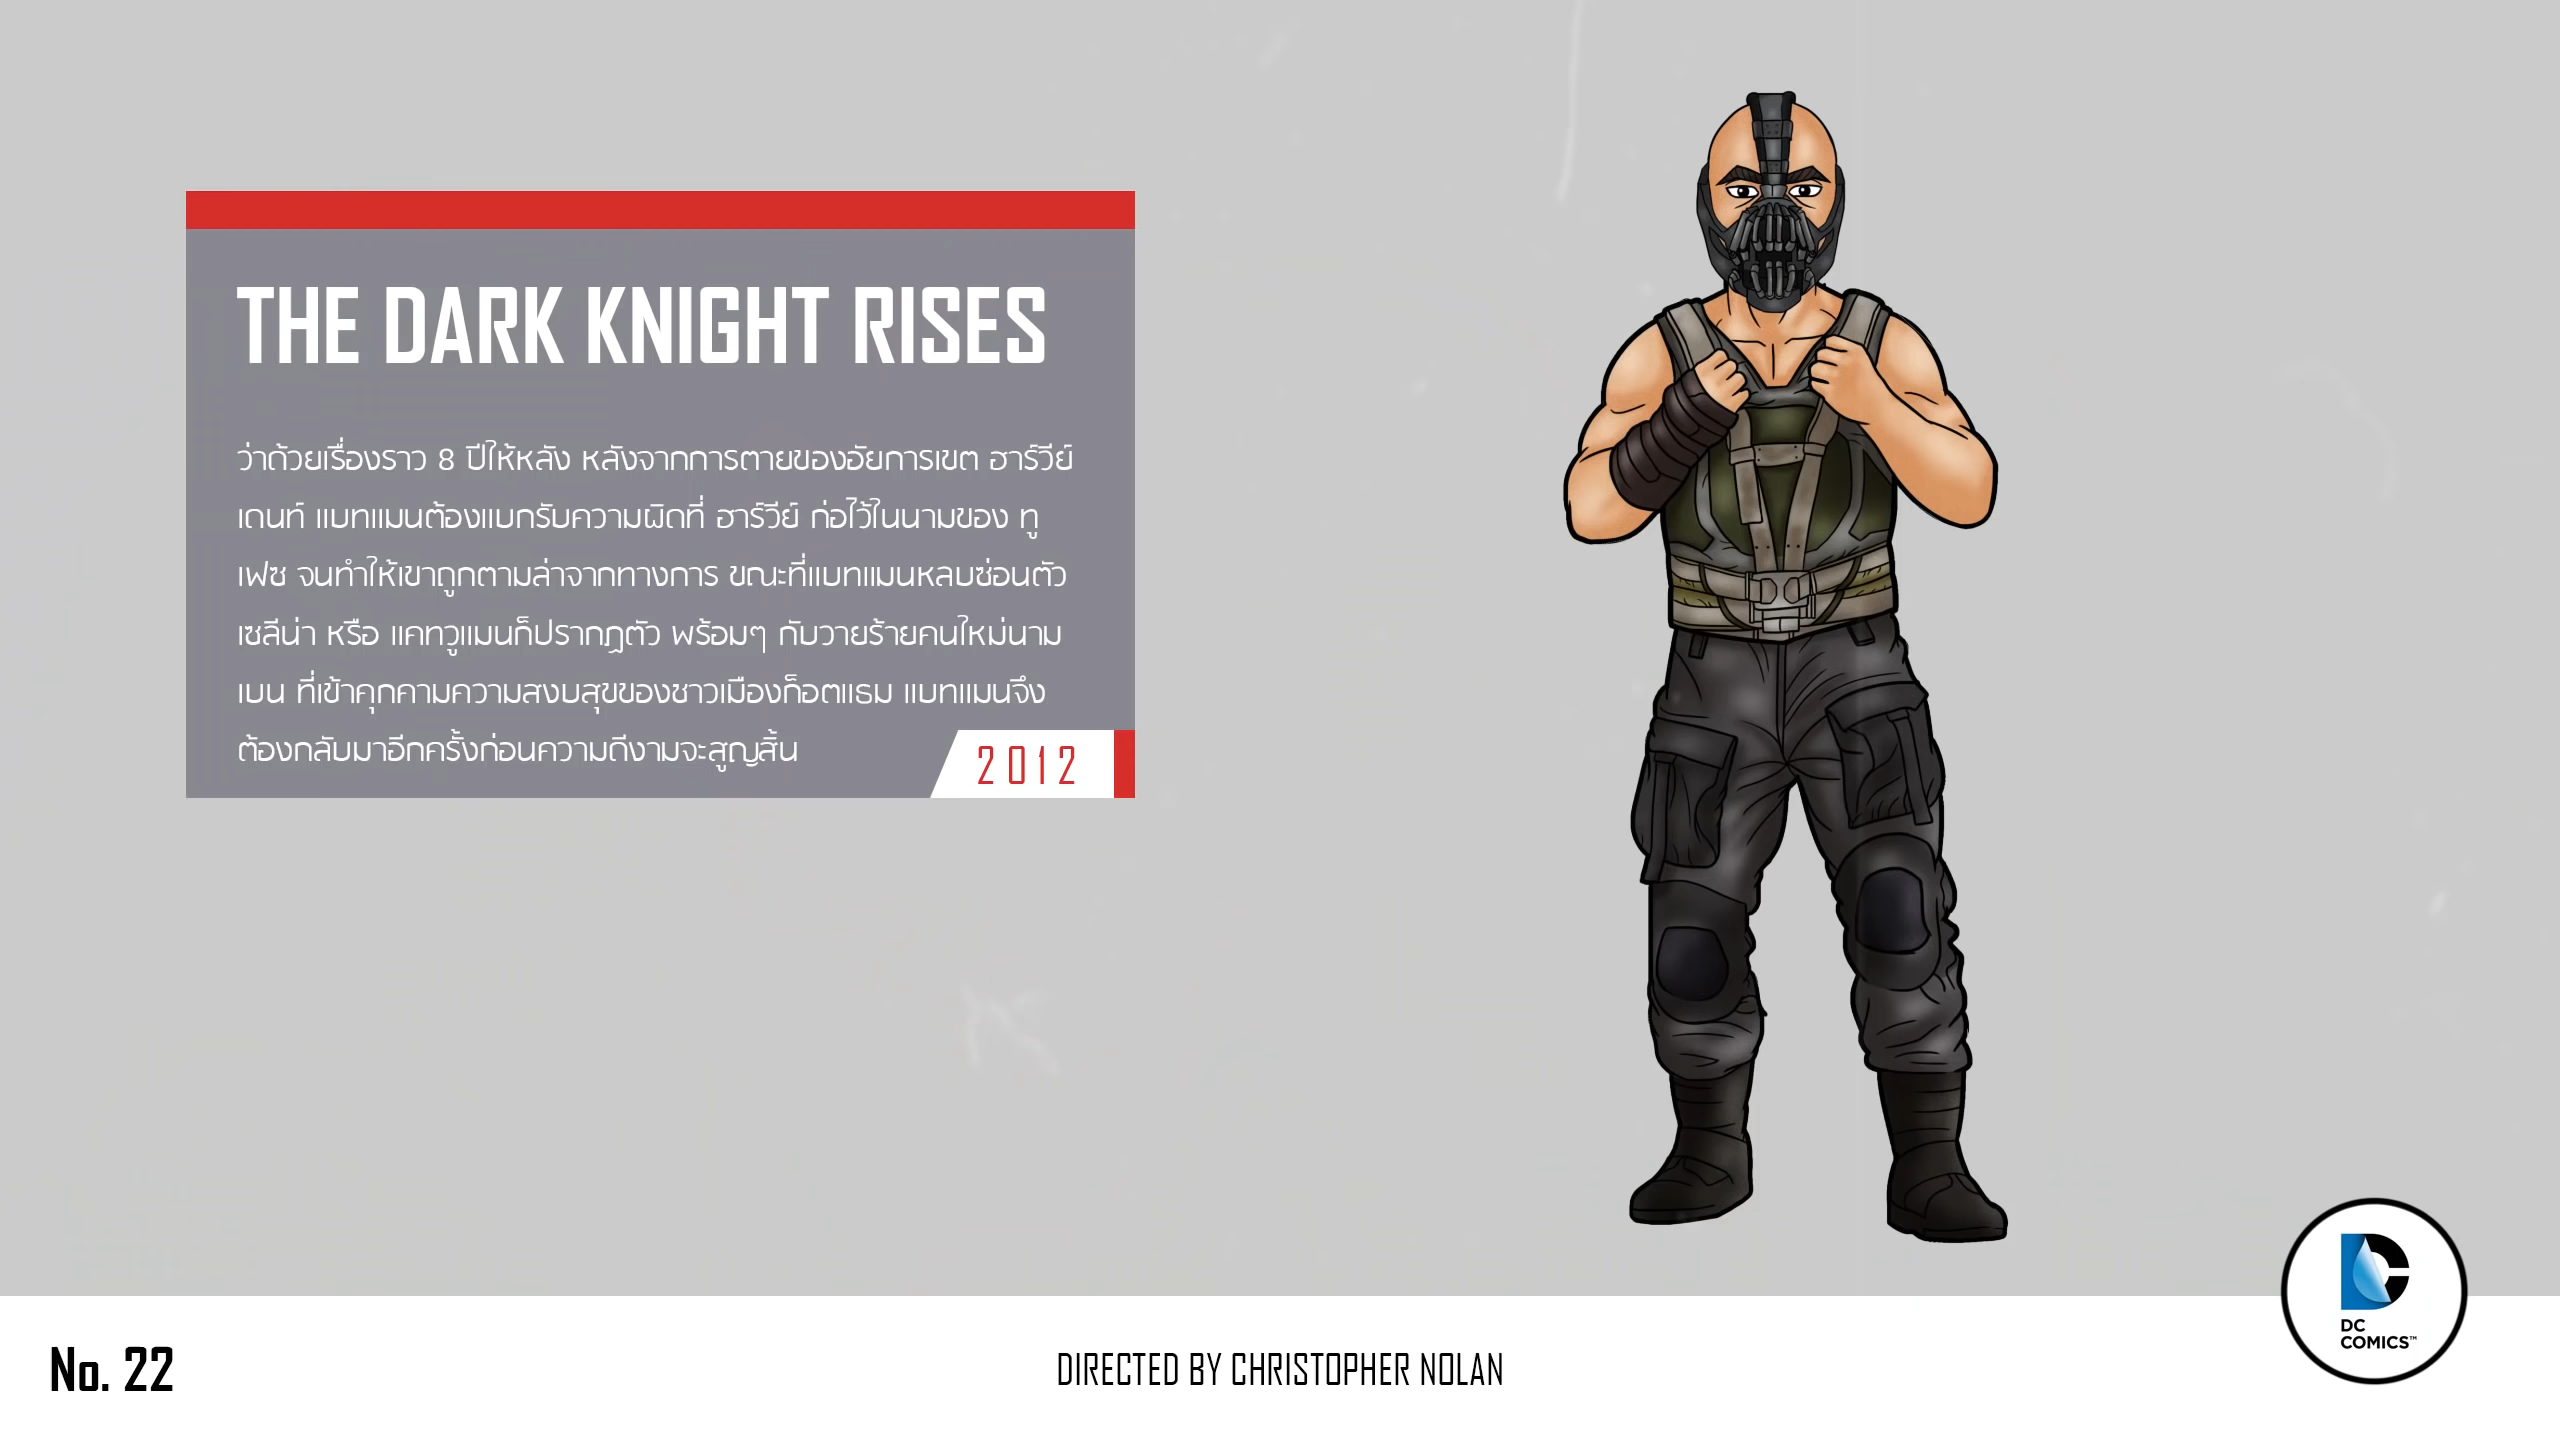 THE DARK KNIGHT RISES
ว่าด้วยเรื่องราว 8 ปีให้หลัง หลังจากการตายของอัยการเขต ฮาร์วีย์
เดนท์ แบทแมนต้องแบกรับความผิดที่ ฮาร์วีย์ ก่อไว้ในนามของ ทู
เฟซ จนทำให้เขาถูกตามล่าจากทางการ ขณะที่แบทแมนหลบซ่อนตัว
เซลีน่า หรือ แคทวูแมนก็ปรากฏตัว พร้อมๆ กับวายร้ายคนใหม่นาม
เบน ที่เข้าคุกคามความสงบสุขของชาวเมืองก็อตแธม แบทแมนจึง
ต้องกลับมาอีกครั้งก่อนความดีงามจะสูญสิ้น
2012
No. 22
DIRECTED BY CHRISTOPHER NOLAN
DC
COMICS™